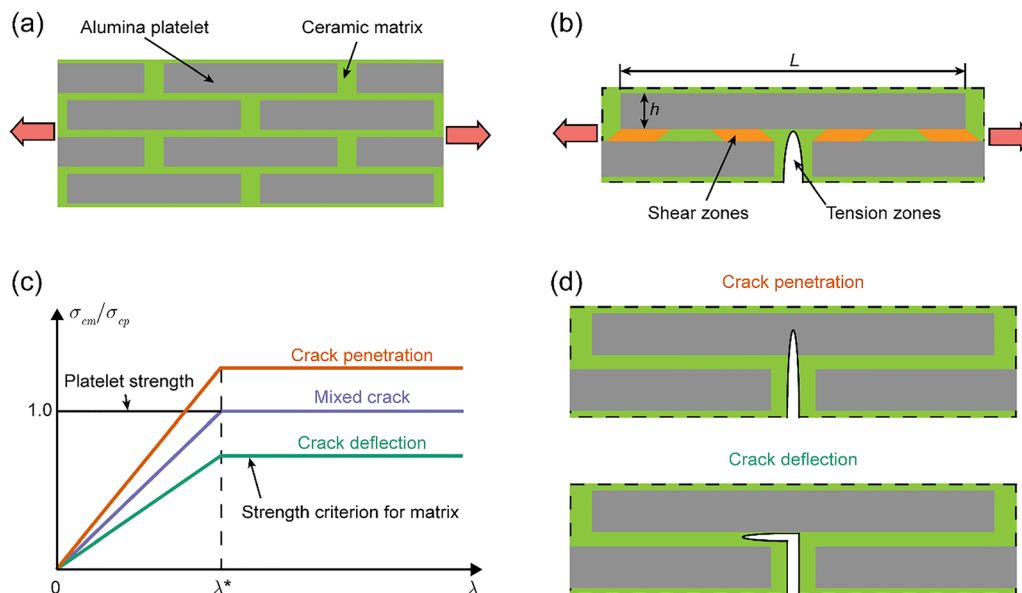 (a)
Alumina platelet
Ceramic matrix
(b)
L
h
Shear zones
Tension zones
(c)
σcm/σcp
Crack penetration
Platelet strength
Mixed crack
1.0
Crack deflection
Strength criterion for matrix
0
λ*
λ
(d)
Crack penetration
Crack deflection